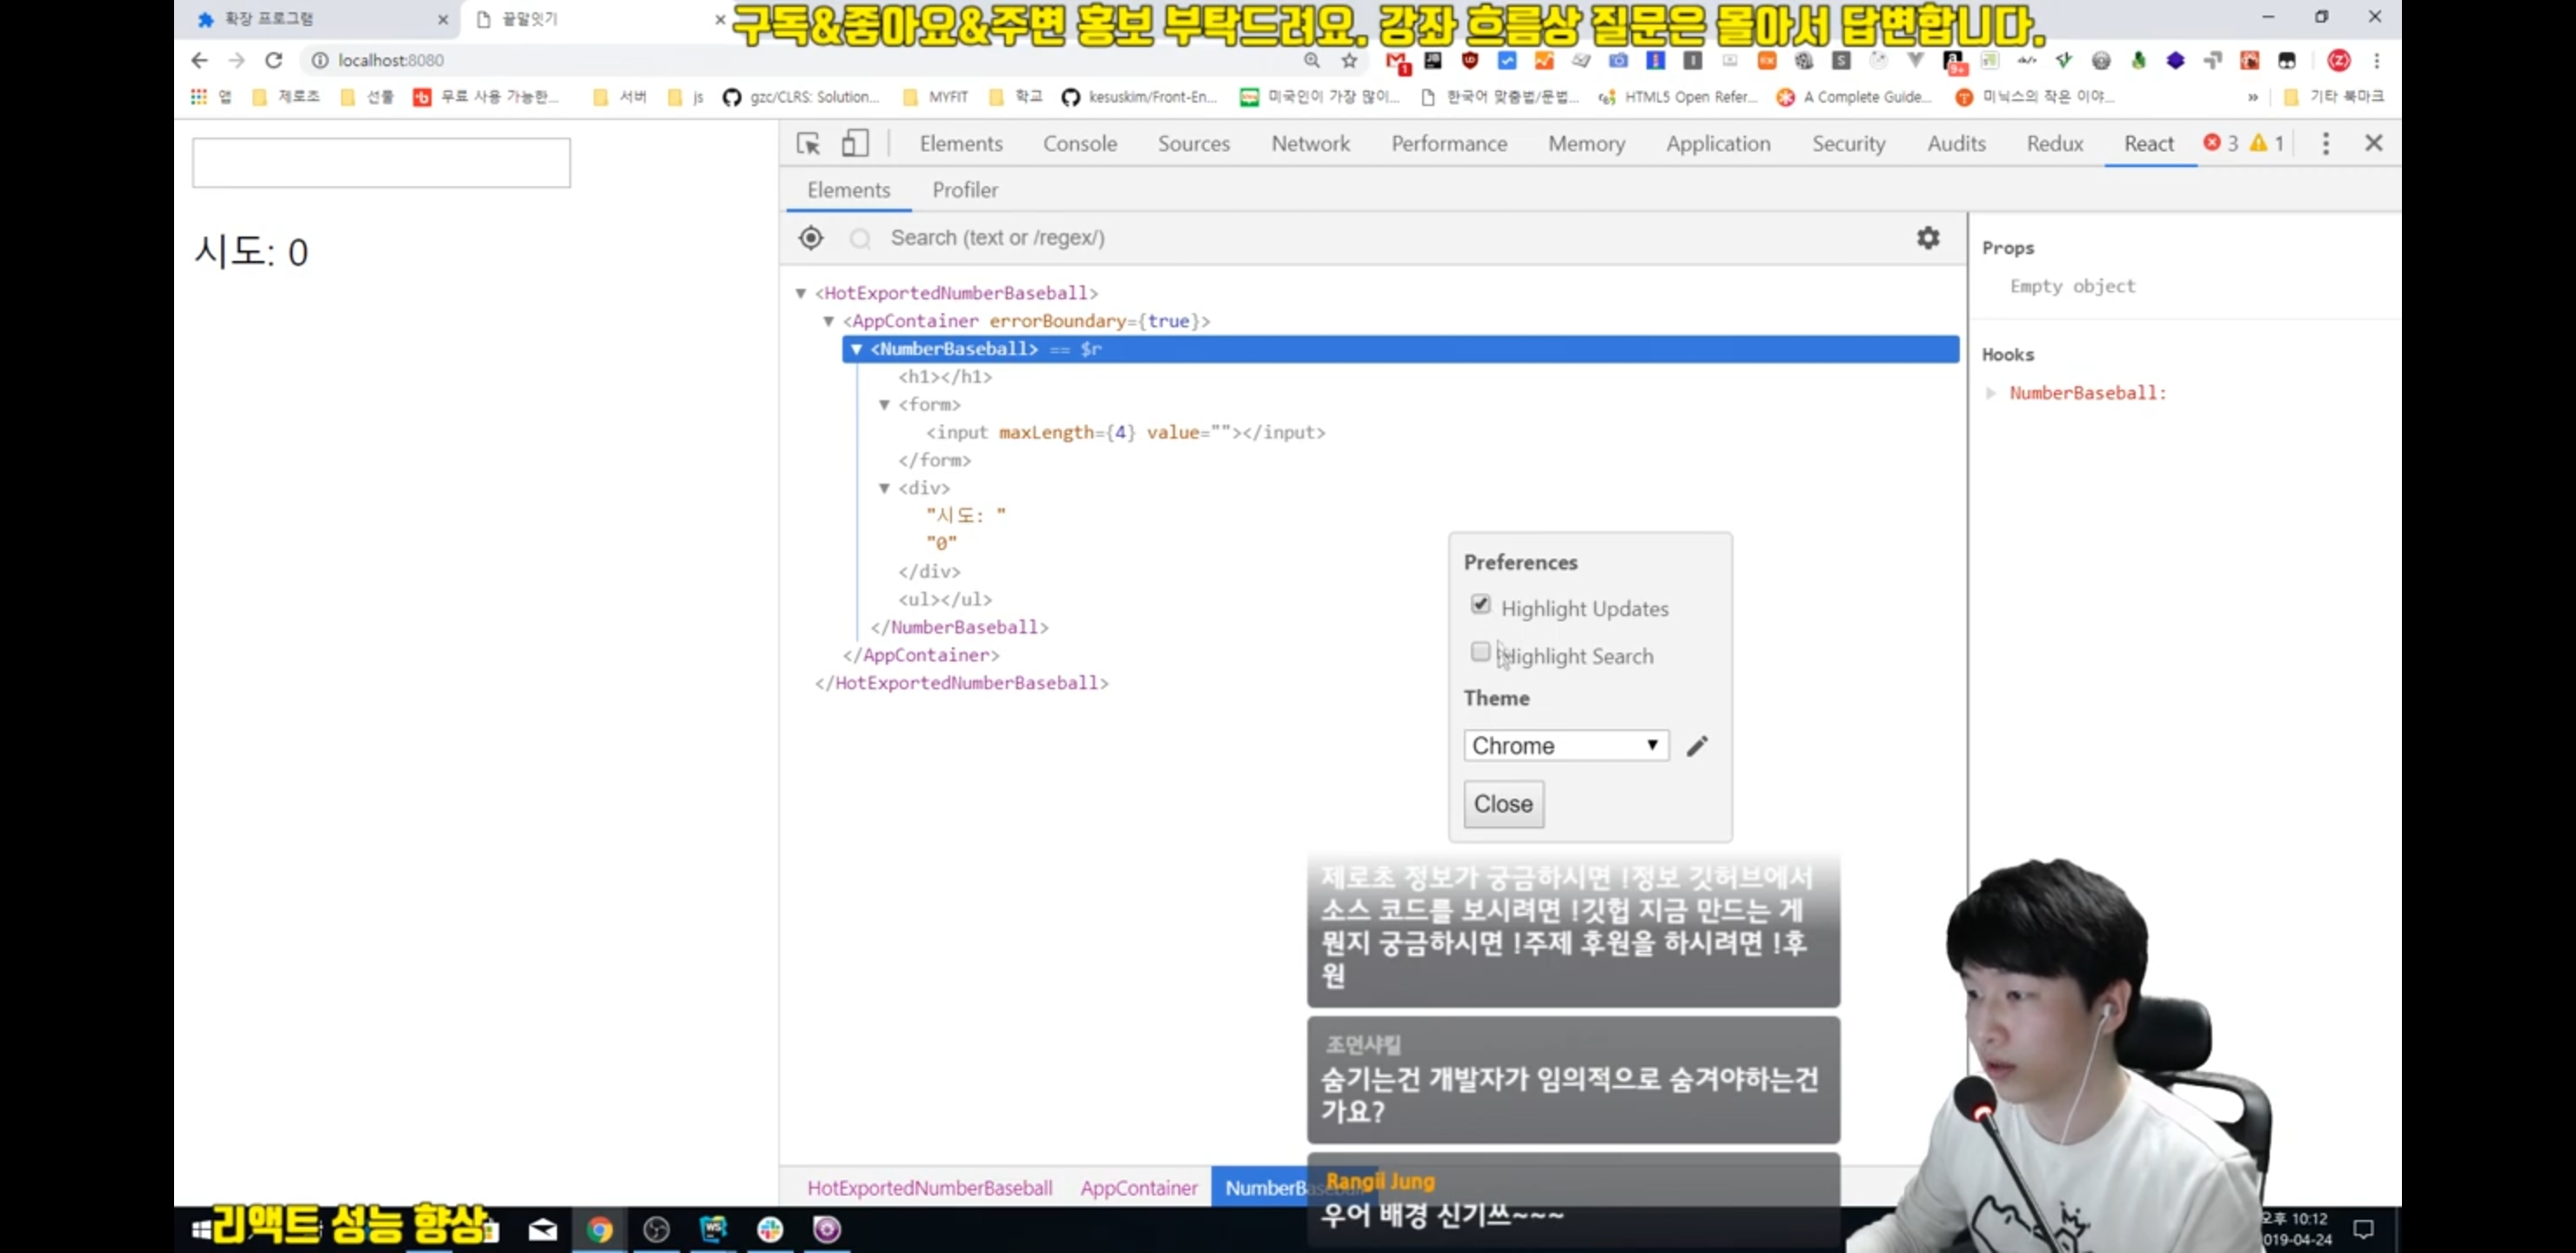 확장 프로그램
끝말잇기
구독&좋아요&주변 홍보 부탁드려요. 강좌 흐름상 질문은 몰아서 답변합니다.
localhost:8080
1
9+
앱 제로초 선물 무료 사용 가능한... 서버 js gzc/CLRS: Solution... MYFIT 학교 kesuskim/Front-En... 미국인이 가장 많이... 한국어 맞춤법/문법... HTML5 Open Refer... A Complete Guide... 미닉스의 작은 이야... » 기타 북마크
Elements Console Sources Network Performance Memory Application Security Audits Redux React 3 1
Elements Profiler
Search (text or /regex/)
시도: 0
<HotExportedNumberBaseball>
<AppContainer errorBoundary={true}>
<NumberBaseball> == $r
<h1></h1>
<form>
<input maxLength={4} value=""></input>
</form>
<div>
"시도: "
"0"
</div>
<ul></ul>
</NumberBaseball>
</AppContainer>
</HotExportedNumberBaseball>
Props
Empty object
Hooks
NumberBaseball:
Preferences
Highlight Updates
Highlight Search
Theme
Chrome
Close
제로초 정보가 궁금하시면 !정보 깃허브에서
소스 코드를 보시려면 !깃헙 지금 만드는 게
뭔지 궁금하시면 !주제 후원을 하시려면 !후
원
조먼샤킬
숨기는건 개발자가 임의적으로 숨겨야하는건
가요?
Rangil Jung
우어 배경 신기쓰~~~
HotExportedNumberBaseball AppContainer
리액트 성능 향상
오후 10:12
019-04-24